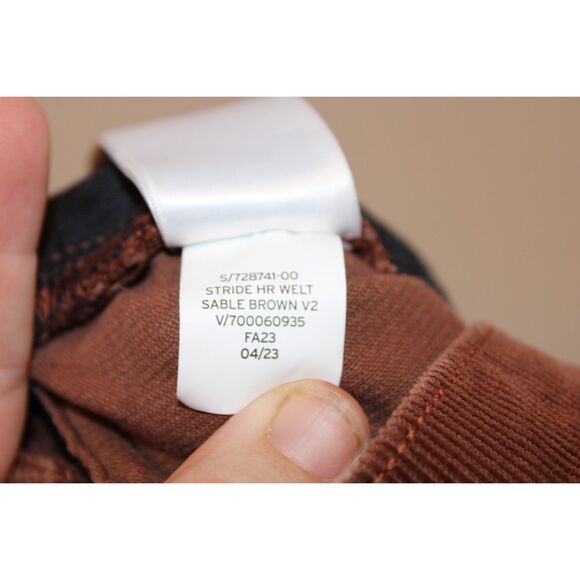 S/728741-00
STRIDE HR WELT
SABLE BROWN V2
V/700060935
FA23
04/23